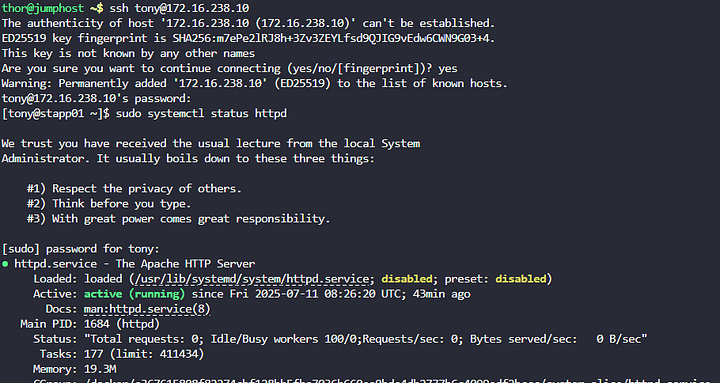 thor@jumphost ~$ ssh tony@172.16.238.10
The authenticity of host '172.16.238.10 (172.16.238.10)' can't be established.
ED25519 key fingerprint is SHA256:m7ePe2lRJ8h+3Zv3ZEYLfsd9QJIG9vEdw6CWN9G03+4.
This key is not known by any other names
Are you sure you want to continue connecting (yes/no/[fingerprint])? yes
Warning: Permanently added '172.16.238.10' (ED25519) to the list of known hosts.
tony@172.16.238.10's password:
[tony@stapp01 ~]$ sudo systemctl status httpd
We trust you have received the usual lecture from the local System
Administrator. It usually boils down to these three things:
#1) Respect the privacy of others.
#2) Think before you type.
#3) With great power comes great responsibility.
[sudo] password for tony:
● httpd.service - The Apache HTTP Server
Loaded: loaded (/usr/lib/systemd/system/httpd.service; disabled; preset: disabled)
Active: active (running) since Fri 2025-07-11 08:26:20 UTC; 43min ago
Docs: man:httpd.service(8)
Main PID: 1684 (httpd)
Status: "Total requests: 0; Idle/Busy workers 100/0;Requests/sec: 0; Bytes served/sec:   0 B/sec"
Tasks: 177 (limit: 411434)
Memory: 19.3M